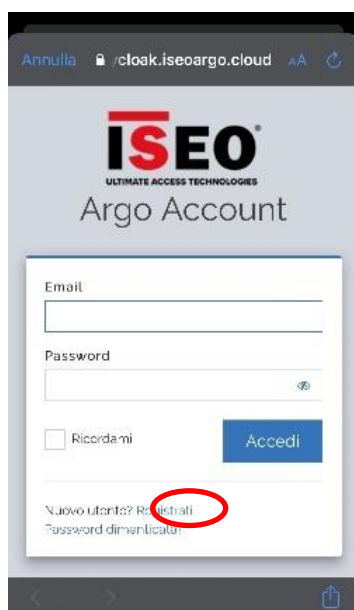 Annulla /cloak.iseoargo.cloud AA
ISEO
ULTIMATE ACCESS TECHNOLOGIES
Argo Account
Email
Password
Ricordami Accedi
Nuovo utente? Registrati
Password dimenticata?